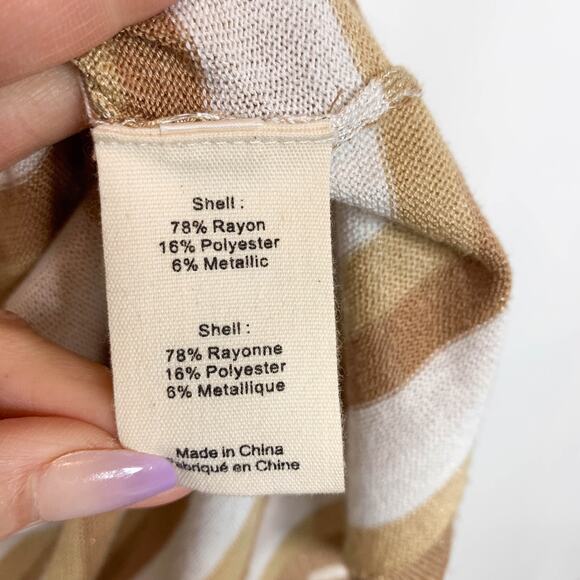 Shell :
78% Rayon
16% Polyester
6% Metallic
Shell :
78% Rayonne
16% Polyester
6% Metallique
Made in China
Fabriqué en Chine